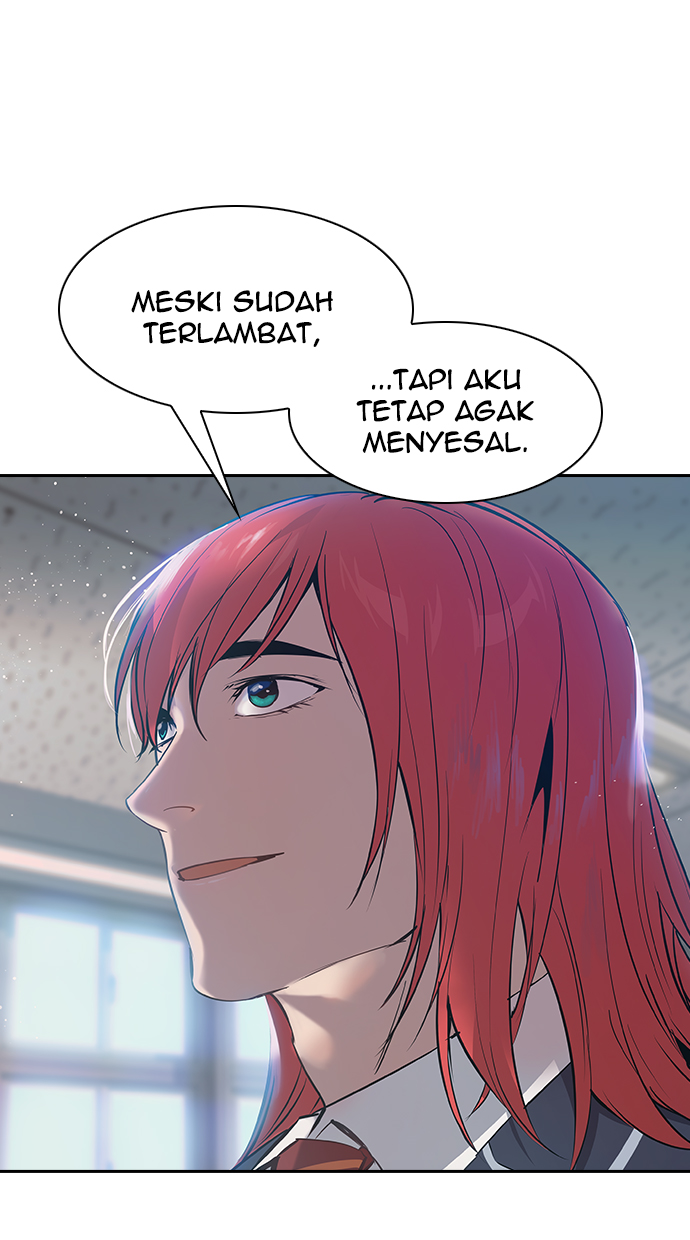 MESKI SUDAH
TERLAMBAT,
...TAPI AKU
TETAP AGAK
MENYESAL.